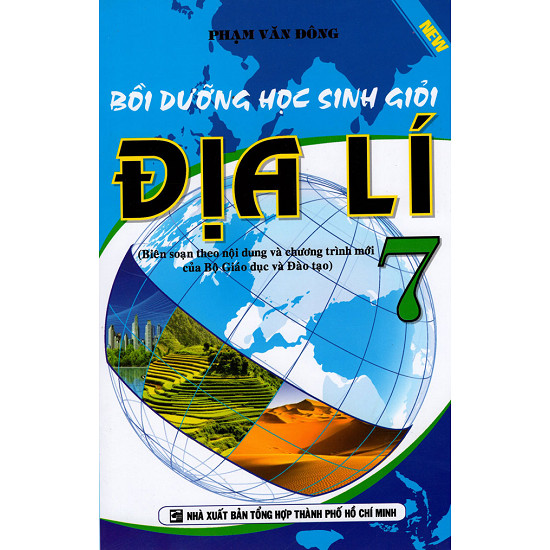 PHẠM VĂN ĐÔNG
NEW
BỒI DƯỠNG HỌC SINH GIỎI
ĐỊA LÍ
7
(Biên soạn theo nội dung và chương trình mới
của Bộ Giáo dục và Đào tạo)
NHÀ XUẤT BẢN TỔNG HỢP THÀNH PHỐ HỒ CHÍ MINH